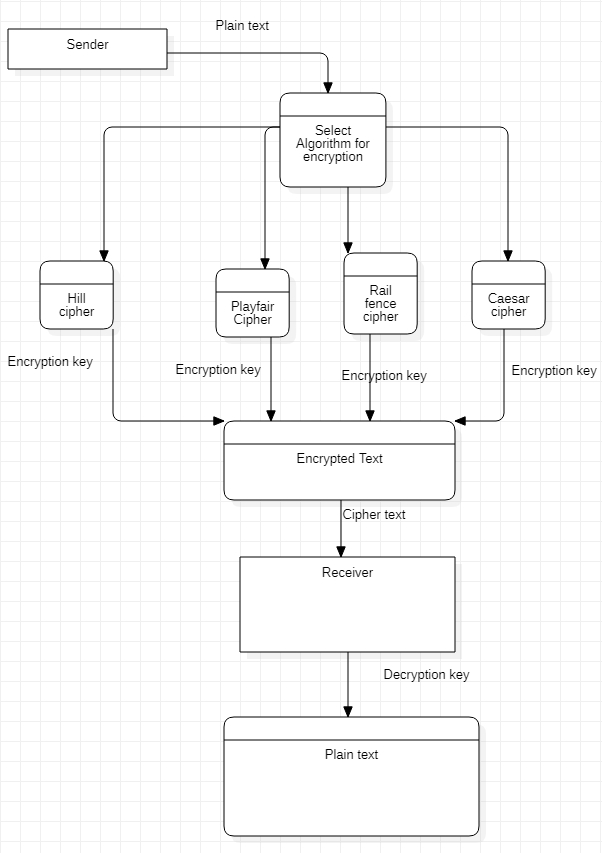 Plain text
Sender
Select
Algorithm for
encryption
Hill
cipher
Playfair
Cipher
Rail
fence
cipher
Caesar
cipher
Encryption key
Encryption key
Encryption key
Encryption key
Encrypted Text
Cipher text
Receiver
Decryption key
Plain text